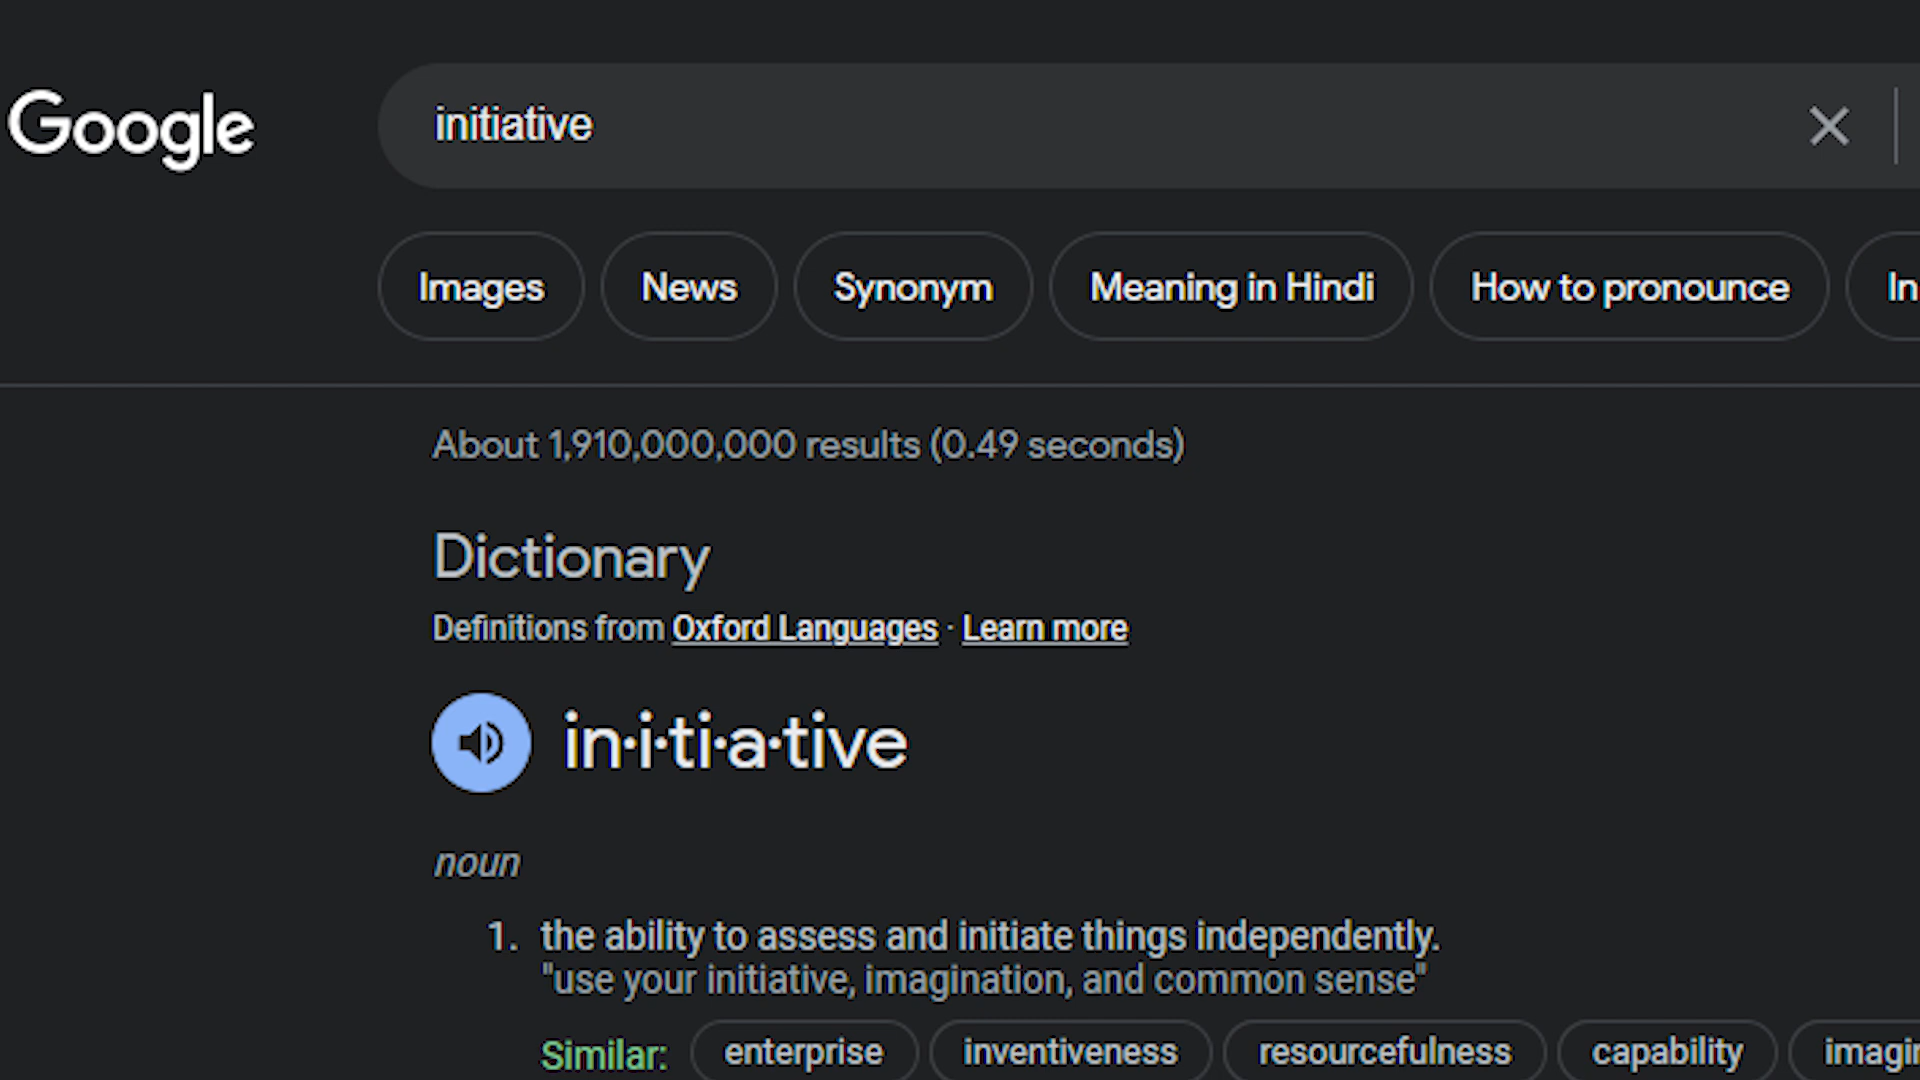 Google
initiative
Images News Synonym Meaning in Hindi How to pronounce
About 1,910,000,000 results (0.49 seconds)
Dictionary
Definitions from Oxford Languages · Learn more
in·i·ti·a·tive
noun
1. the ability to assess and initiate things independently.
"use your initiative, imagination, and common sense"
Similar: enterprise inventiveness resourcefulness capability